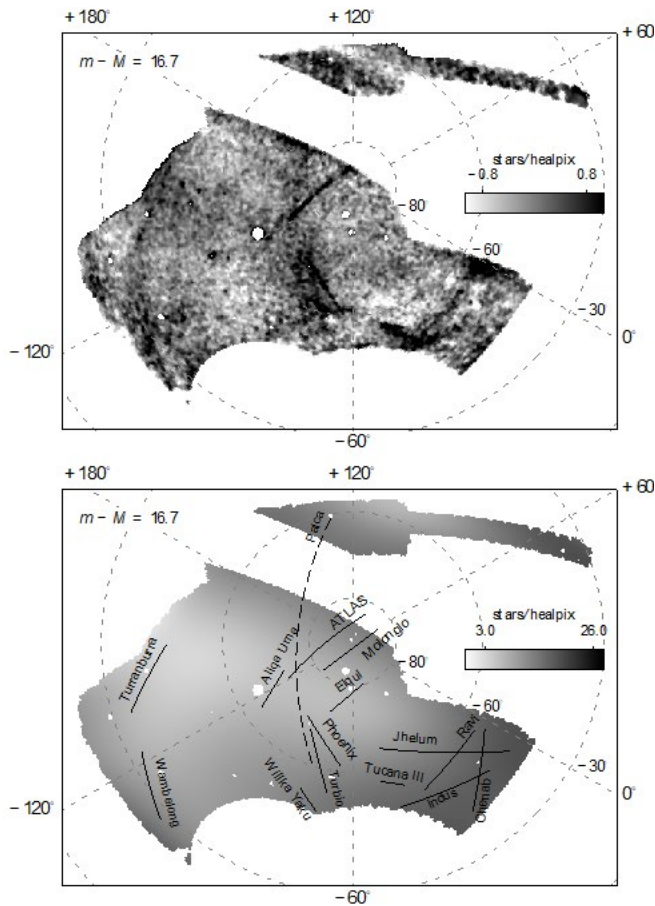 +180° +120° +60
m − M = 16.7
stars/healpix
−0.8 0.8
−80°
−60°
−30°
0°
−120°
−60°
+180° +120° +60
m − M = 16.7
Palca
stars/healpix
3.0 26.0
ATLAS
Molonglo
Aliqa Uma
Turranburra
−80°
Elqui
−60°
Ravi
Phoenix
Jhelum
−30°
Tucana III
Wambelong
Willka Yaku
Turbio
Indus
Chenab
0°
−120°
−60°